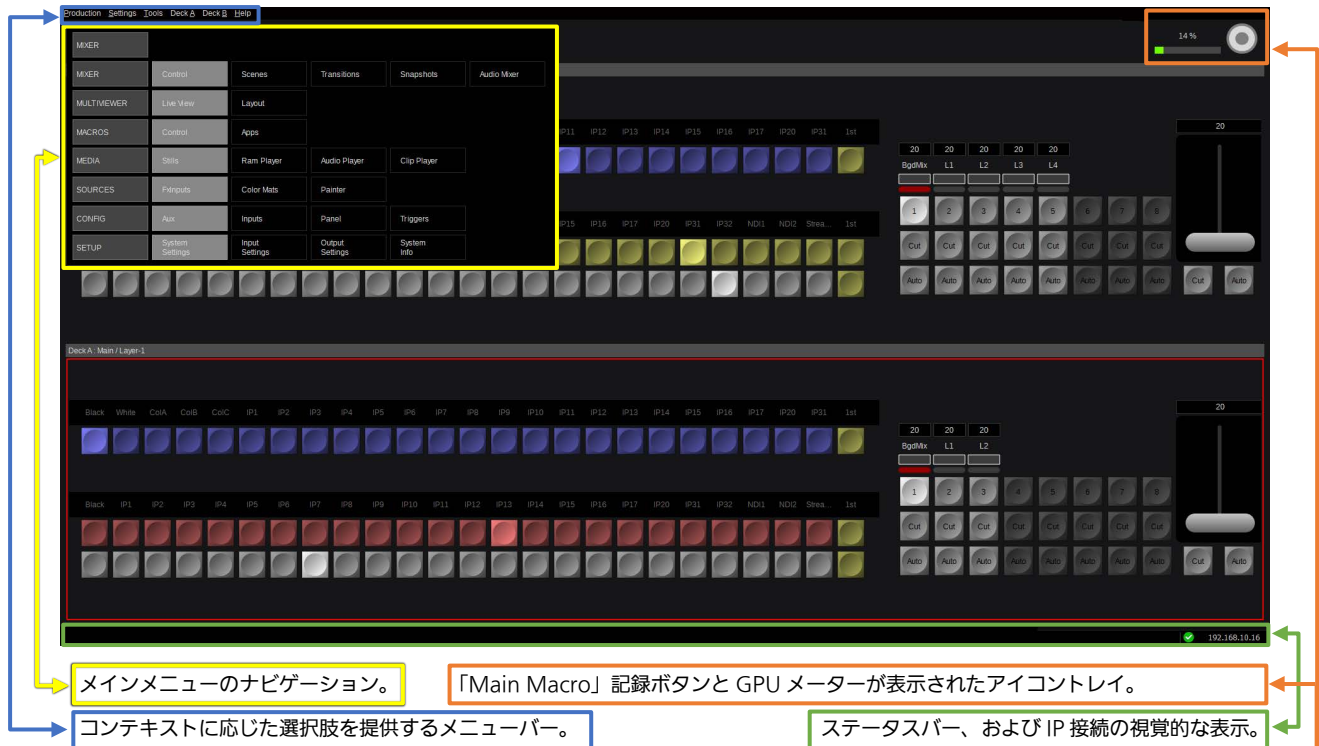 Production Settings Tools Deck A Deck B Help
14 %
MIXER
MIXER Control Scenes Transitions Snapshots Audio Mixer
MULTIVIEWER Live View Layout
MACROS Control Apps
MEDIA Stills Ram Player Audio Player Clip Player
SOURCES FxInputs Color Mats Painter
CONFIG Aux Inputs Panel Triggers
SETUP System Settings Input Settings Output Settings System Info
IP11 IP12 IP13 IP14 IP15 IP16 IP17 IP20 IP31 1st
20
20 20 20 20 20
BgdMix L1 L2 L3 L4
1 2 3 4 5 6 7 8
IP15 IP16 IP17 IP20 IP31 IP32 NDI1 NDI2 Strea... 1st
Cut Cut Cut Cut Cut Cut Cut Cut
Auto Auto Auto Auto Auto Auto Auto Auto Cut Auto
Deck A : Main / Layer-1
Black White ColA ColB ColC IP1 IP2 IP3 IP4 IP5 IP6 IP7 IP8 IP9 IP10 IP11 IP12 IP13 IP14 IP15 IP16 IP17 IP20 IP31 1st
20
20 20 20
BgdMix L1 L2
1 2 3 4 5 6 7 8
Black IP1 IP2 IP3 IP4 IP5 IP6 IP7 IP8 IP9 IP10 IP11 IP12 IP13 IP14 IP15 IP16 IP17 IP20 IP31 IP32 NDI1 NDI2 Strea... 1st
Cut Cut Cut Cut Cut Cut Cut Cut
Auto Auto Auto Auto Auto Auto Auto Auto Cut Auto
192.168.10.16
メインメニューのナビゲーション。
「Main Macro」記録ボタンと GPU メーターが表示されたアイコントレイ。
コンテキストに応じた選択肢を提供するメニューバー。
ステータスバー、および IP 接続の視覚的な表示。